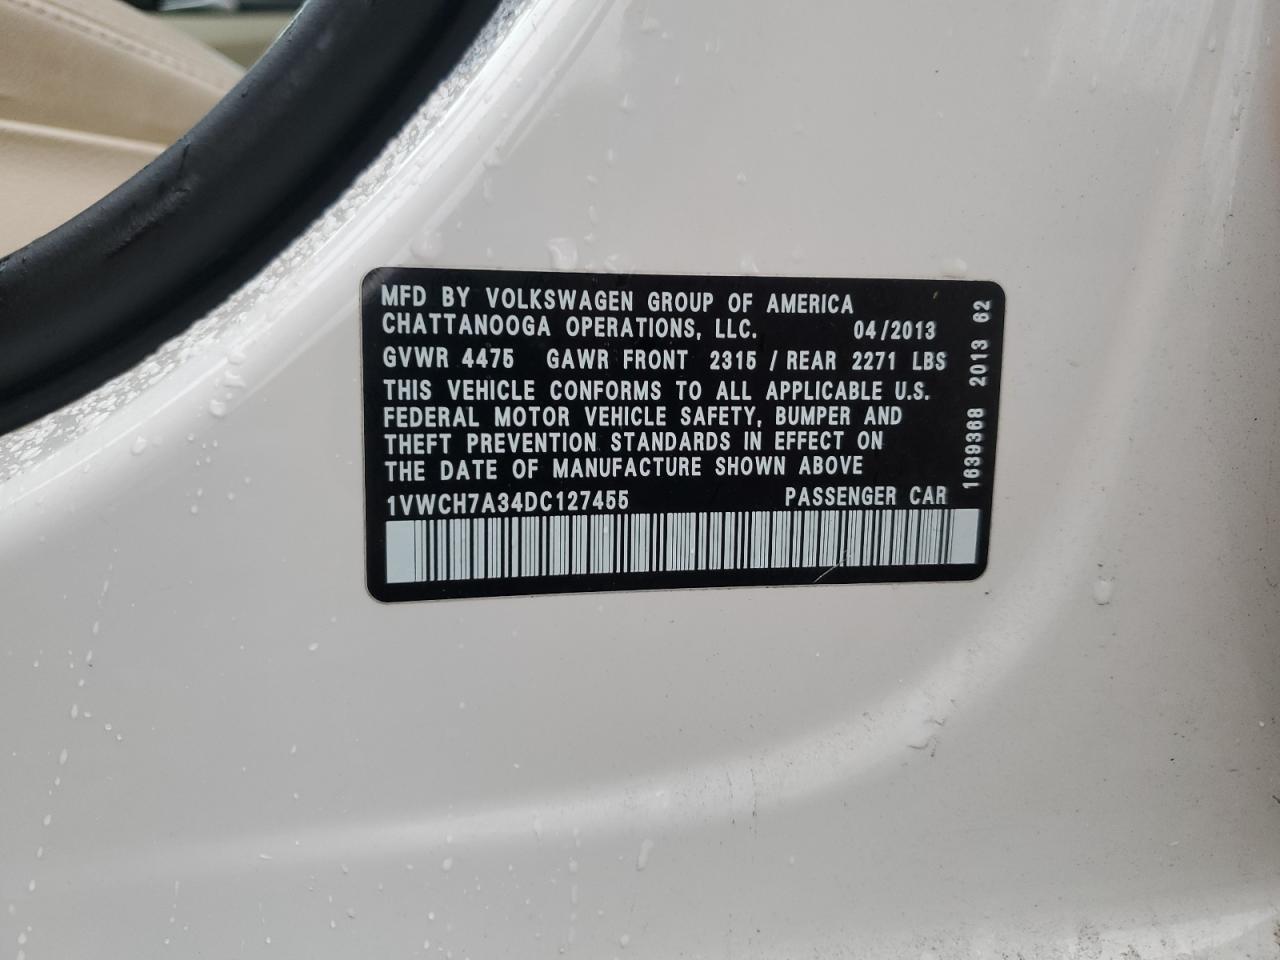 MFD BY VOLKSWAGEN GROUP OF AMERICA
CHATTANOOGA OPERATIONS, LLC. 04/2013
GVWR 4475 GAWR FRONT 2315 / REAR 2271 LBS
THIS VEHICLE CONFORMS TO ALL APPLICABLE U.S.
FEDERAL MOTOR VEHICLE SAFETY, BUMPER AND
THEFT PREVENTION STANDARDS IN EFFECT ON
THE DATE OF MANUFACTURE SHOWN ABOVE
1VWCH7A34DC127455 PASSENGER CAR
1639368 2013 62